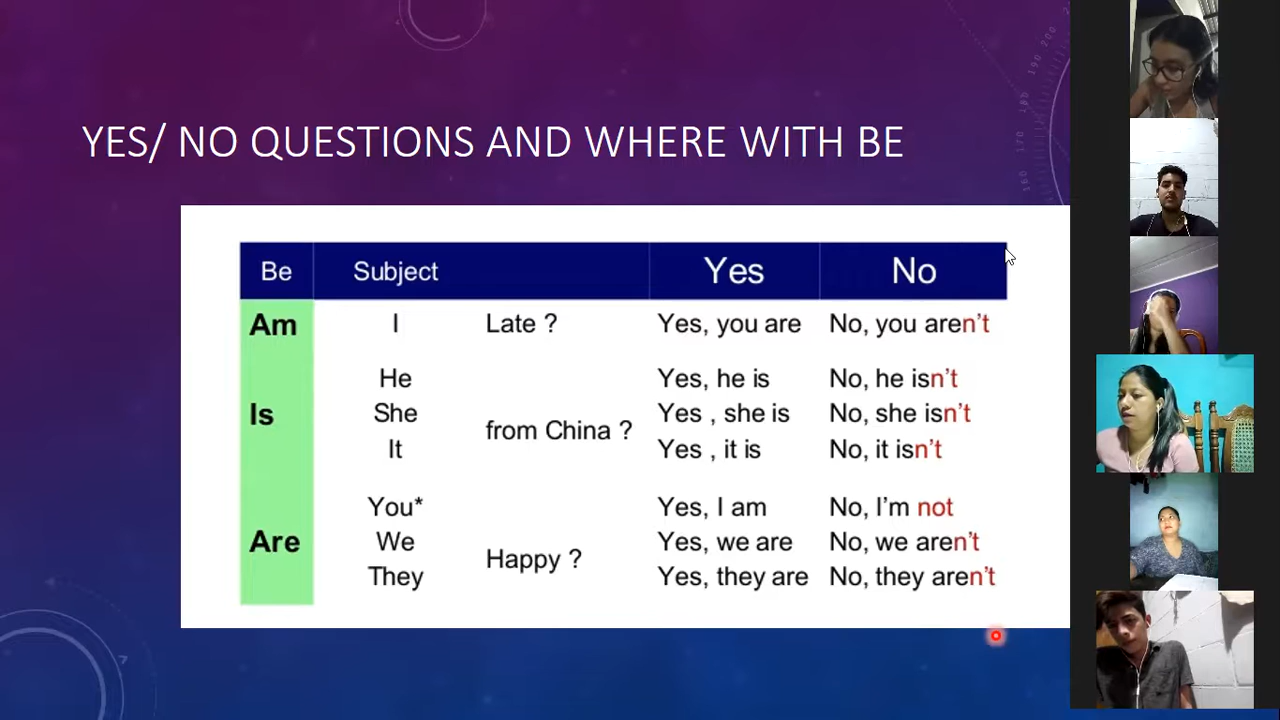 YES/ NO QUESTIONS AND WHERE WITH BE
Be Subject Yes No
Am I Late ? Yes, you are No, you aren't
He Yes, he is No, he isn't
Is She from China ? Yes , she is No, she isn't
It Yes , it is No, it isn't
You* Yes, I am No, I'm not
Are We Happy ? Yes, we are No, we aren't
They Yes, they are No, they aren't